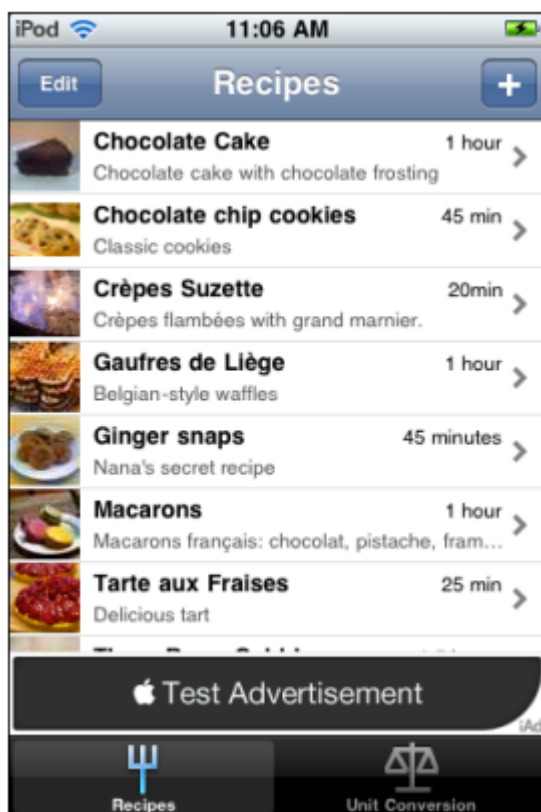 iPod 11:06 AM
Edit Recipes +
Chocolate Cake 1 hour
Chocolate cake with chocolate frosting
Chocolate chip cookies 45 min
Classic cookies
Crèpes Suzette 20min
Crèpes flambées with grand marnier.
Gaufres de Liège 1 hour
Belgian-style waffles
Ginger snaps 45 minutes
Nana's secret recipe
Macarons 1 hour
Macarons français: chocolat, pistache, fram...
Tarte aux Fraises 25 min
Delicious tart
Test Advertisement
iAd
Recipes Unit Conversion